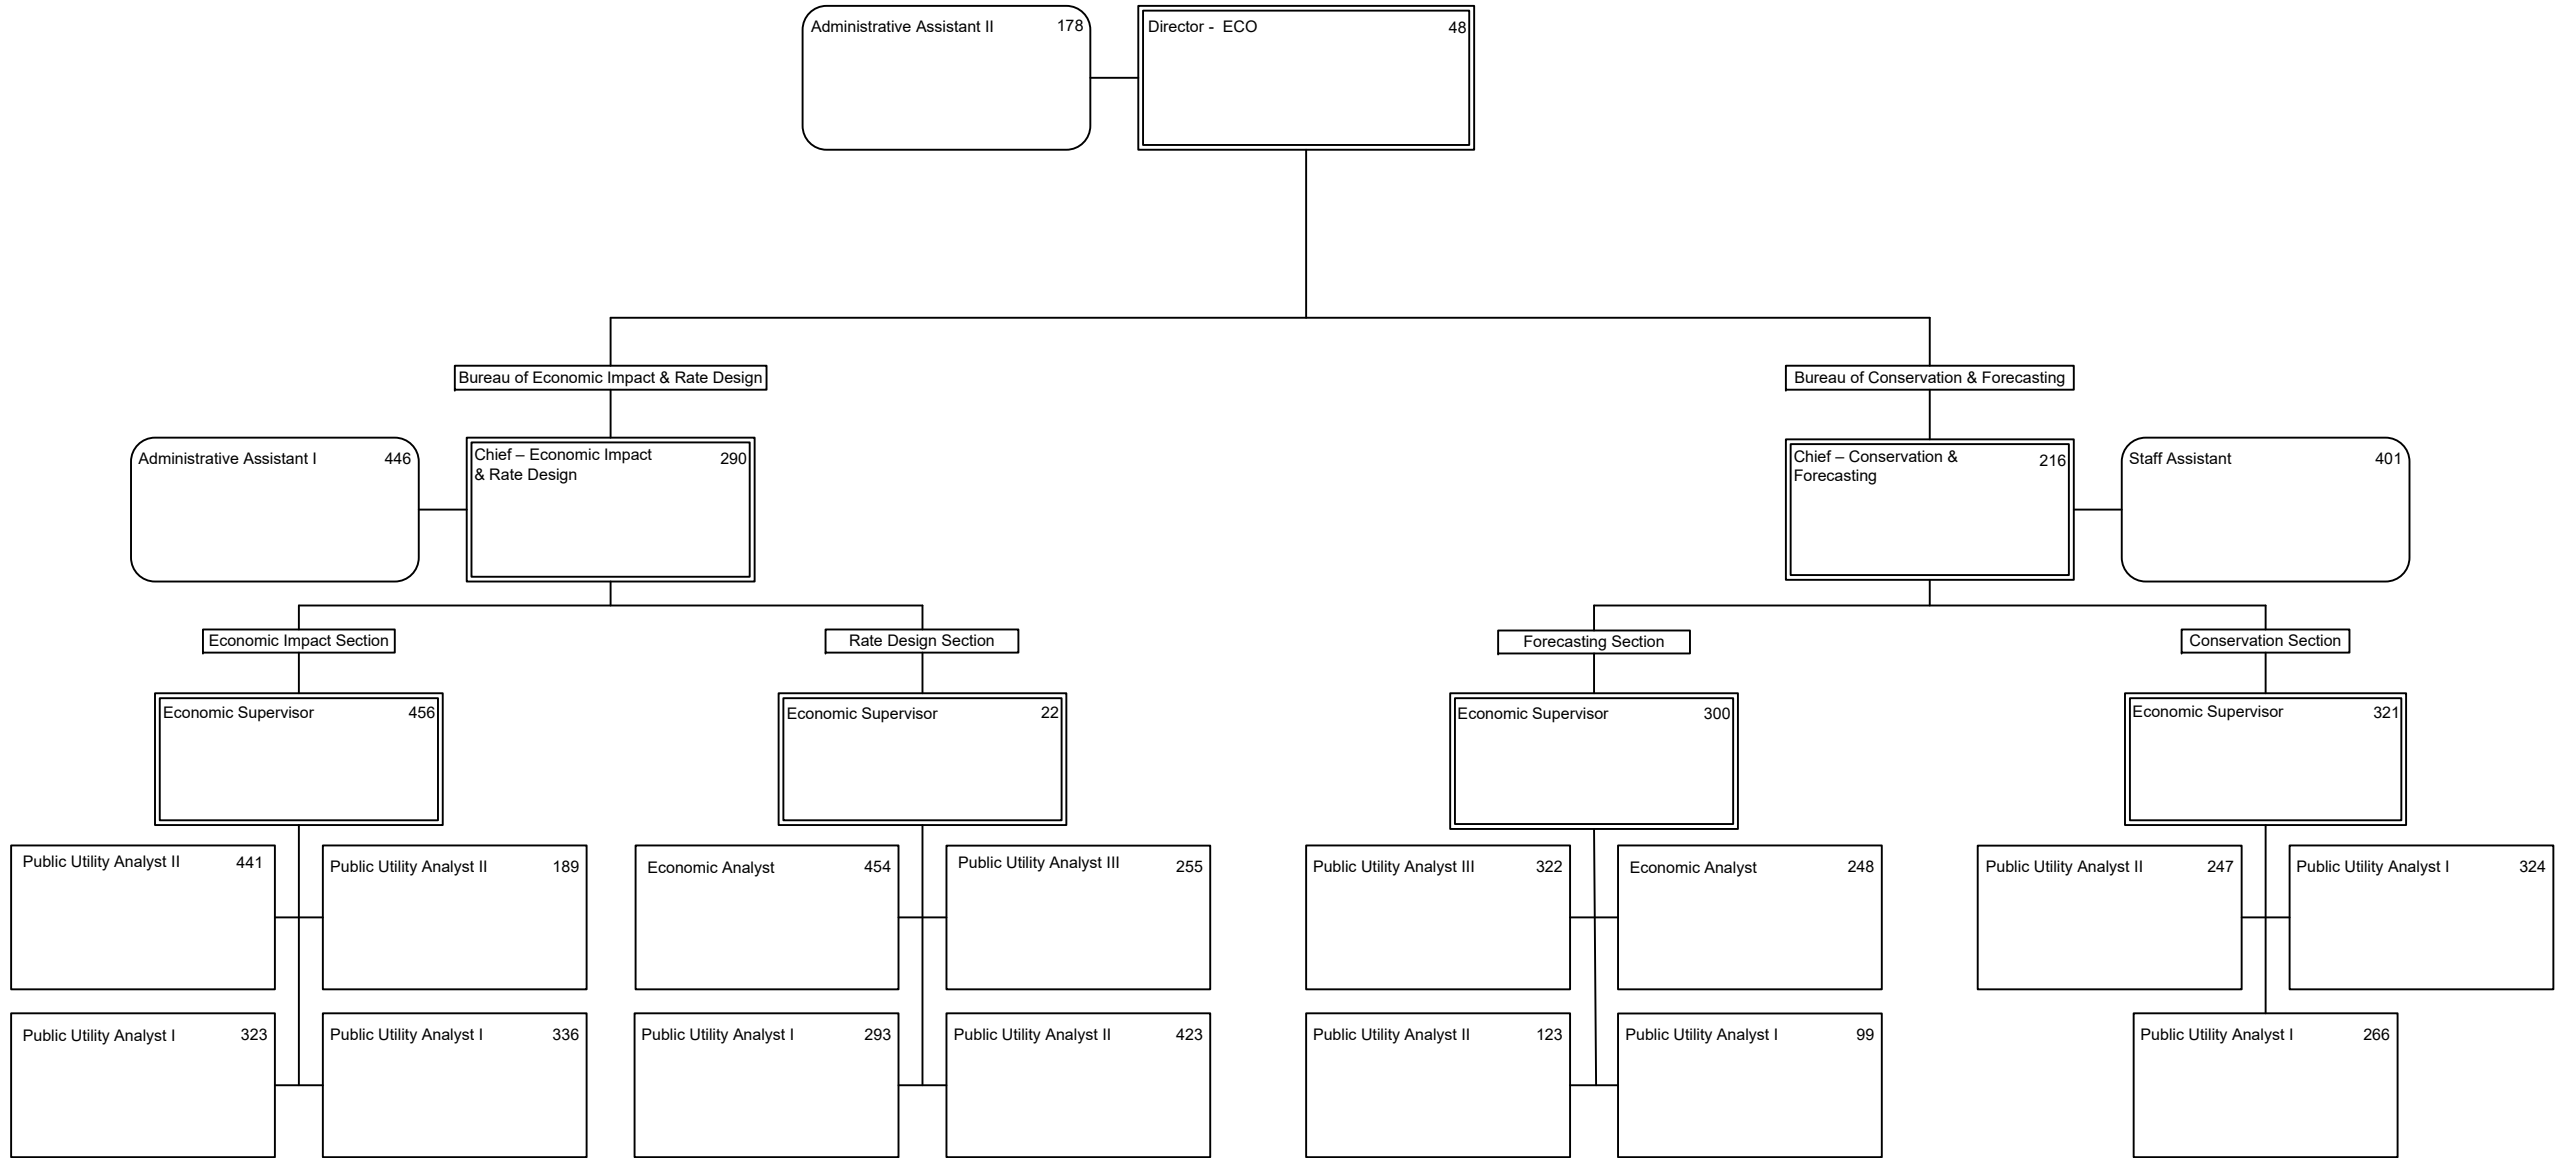 Administrative Assistant II 178
Director -  ECO 48
Bureau of Economic Impact & Rate Design
Bureau of Conservation & Forecasting
Administrative Assistant I 446
Chief – Economic Impact 290
& Rate Design
Chief – Conservation & 216
Forecasting
Staff Assistant 401
Economic Impact Section
Rate Design Section
Forecasting Section
Conservation Section
Economic Supervisor 456
Economic Supervisor 22
Economic Supervisor 300
Economic Supervisor 321
Public Utility Analyst II 441
Public Utility Analyst II 189
Economic Analyst 454
Public Utility Analyst III 255
Public Utility Analyst III 322
Economic Analyst 248
Public Utility Analyst II 247
Public Utility Analyst I 324
Public Utility Analyst I 323
Public Utility Analyst I 336
Public Utility Analyst I 293
Public Utility Analyst II 423
Public Utility Analyst II 123
Public Utility Analyst I 99
Public Utility Analyst I 266